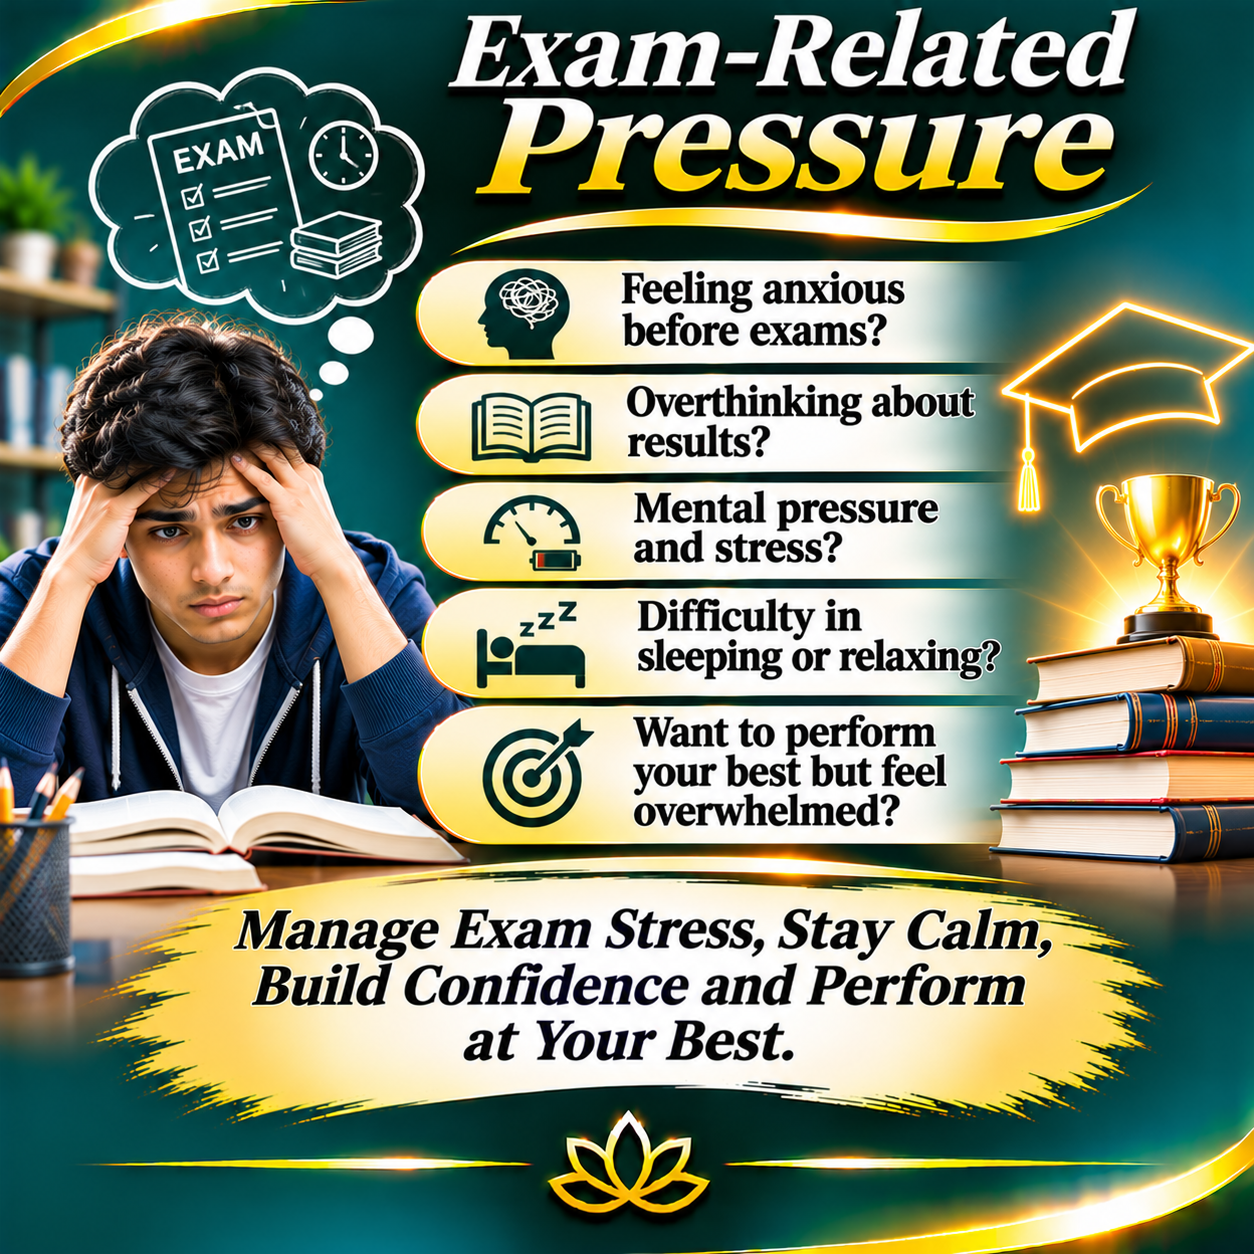 Exam-Related
Pressure
EXAM
Feeling anxious
before exams?
Overthinking about
results?
Mental pressure
and stress?
zzZ
Difficulty in
sleeping or relaxing?
Want to perform
your best but feel
overwhelmed?
Manage Exam Stress, Stay Calm,
Build Confidence and Perform
at Your Best.